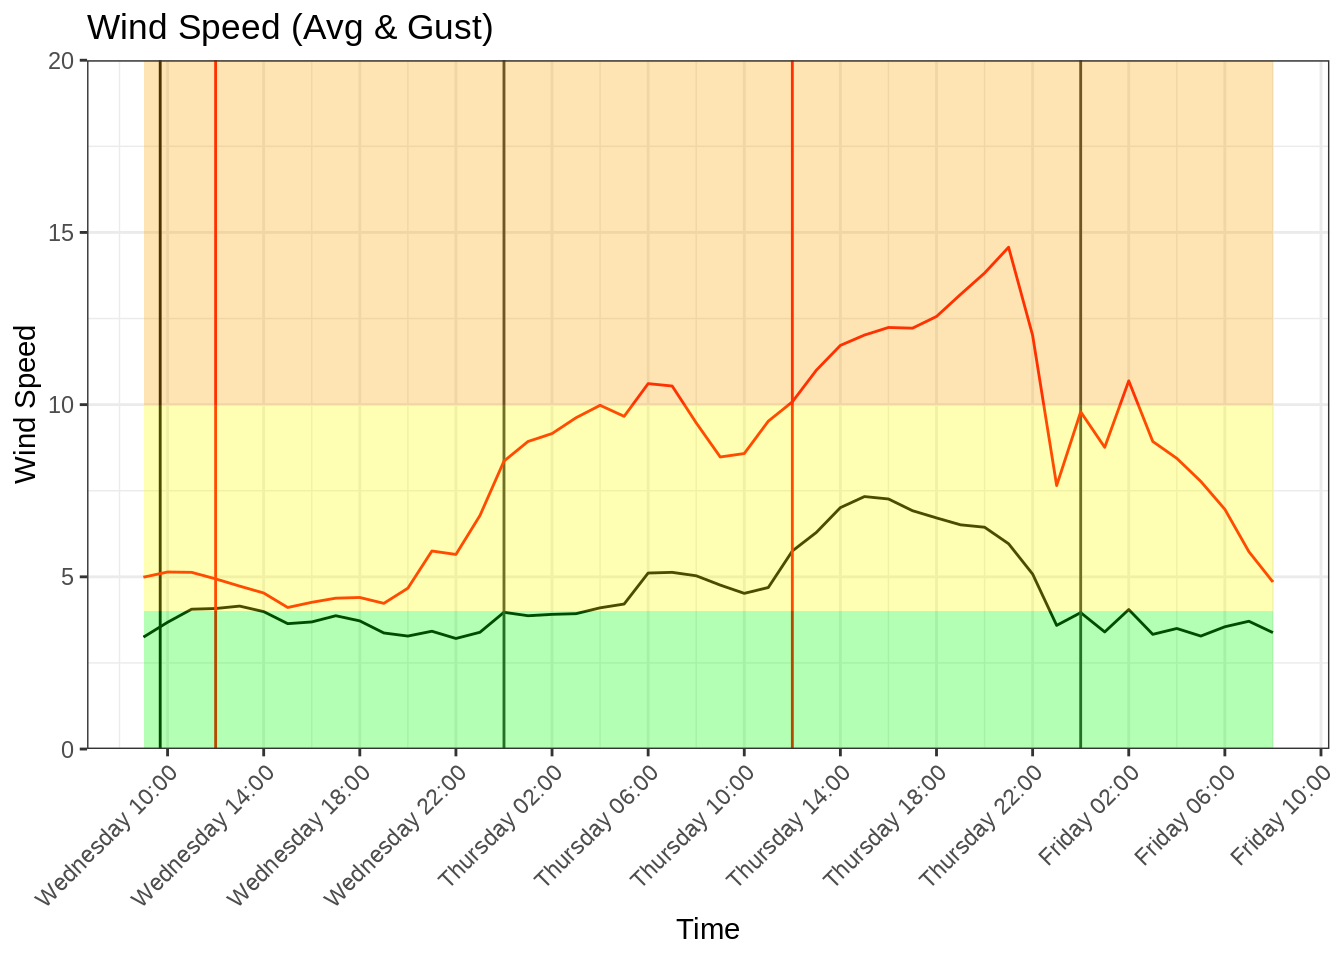 Wind Speed (Avg & Gust)
20
15
10
5
0
Wind Speed
Wednesday 10:00
Wednesday 14:00
Wednesday 18:00
Wednesday 22:00
Thursday 02:00
Thursday 06:00
Thursday 10:00
Thursday 14:00
Thursday 18:00
Thursday 22:00
Friday 02:00
Friday 06:00
Friday 10:00
Time